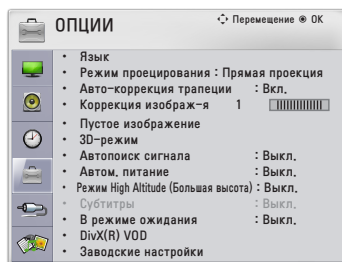 ОПЦИИ
Перемещение OK
• Язык
• Режим проецирования : Прямая проекция
• Авто-коррекция трапеции : Вкл.
• Коррекция изображ-я 1
• Пустое изображение
• 3D-режим
• Автопоиск сигнала : Выкл.
• Автом. питание : Выкл.
• Режим High Altitude (Большая высота) : Выкл.
• Субтитры : Выкл.
• В режиме ожидания : Выкл.
• DivX(R) VOD
• Заводские настройки